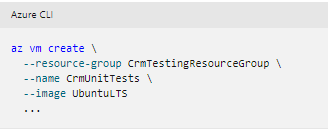 Azure CLI
az vm create \
--resource-group CrmTestingResourceGroup \
--name CrmUnitTests \
--image UbuntuLTS
...